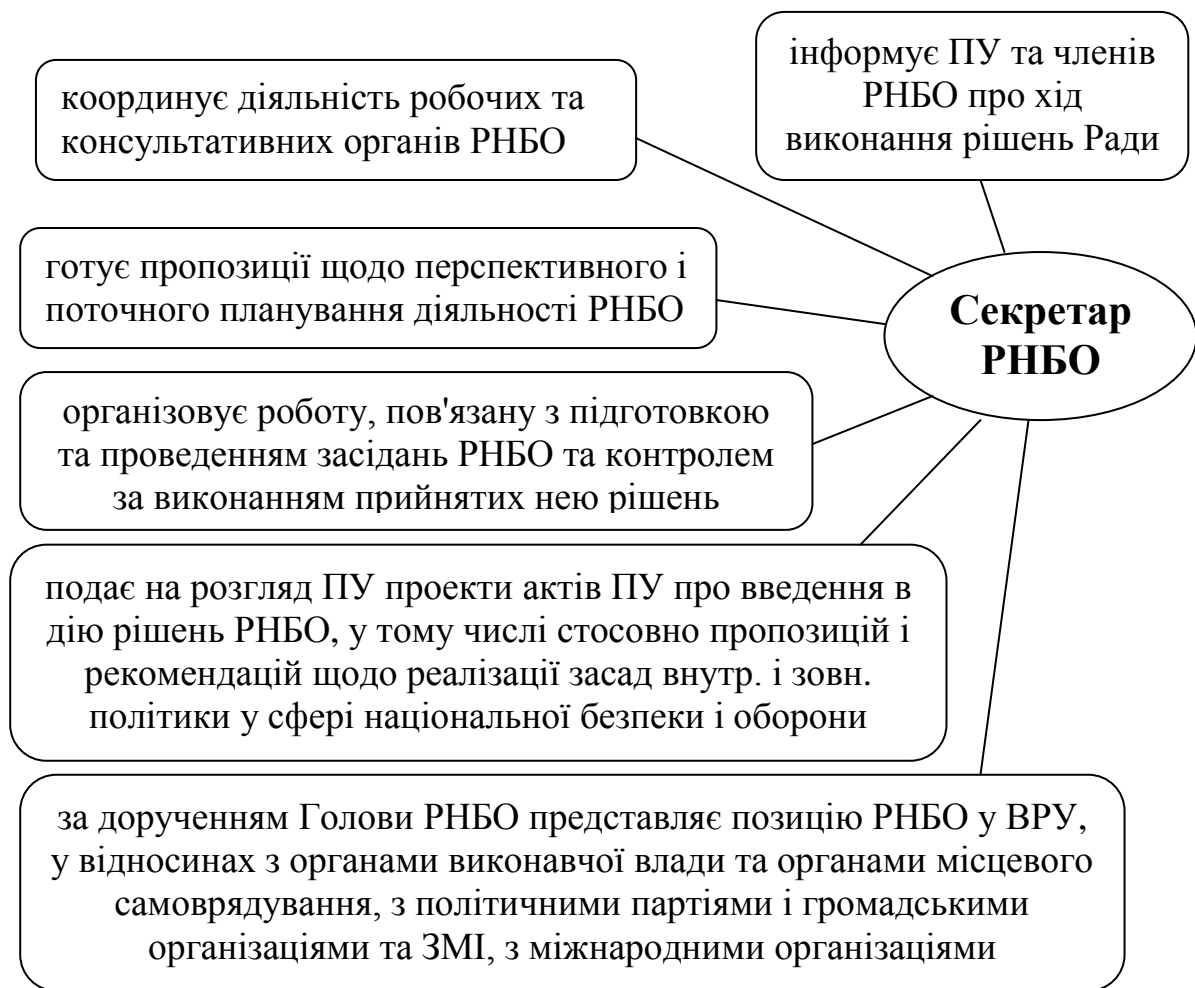 інформує ПУ та членів
РНБО про хід
виконання рішень Ради
координує діяльність робочих та
консультативних органів РНБО
готує пропозиції щодо перспективного і
поточного планування діяльності РНБО
Секретар
РНБО
організовує роботу, пов'язану з підготовкою
та проведенням засідань РНБО та контролем
за виконанням прийнятих нею рішень
подає на розгляд ПУ проекти актів ПУ про введення в
дію рішень РНБО, у тому числі стосовно пропозицій і
рекомендацій щодо реалізації засад внутр. і зовн.
політики у сфері національної безпеки і оборони
за дорученням Голови РНБО представляє позицію РНБО у ВРУ,
у відносинах з органами виконавчої влади та органами місцевого
самоврядування, з політичними партіями і громадськими
організаціями та ЗМІ, з міжнародними організаціями